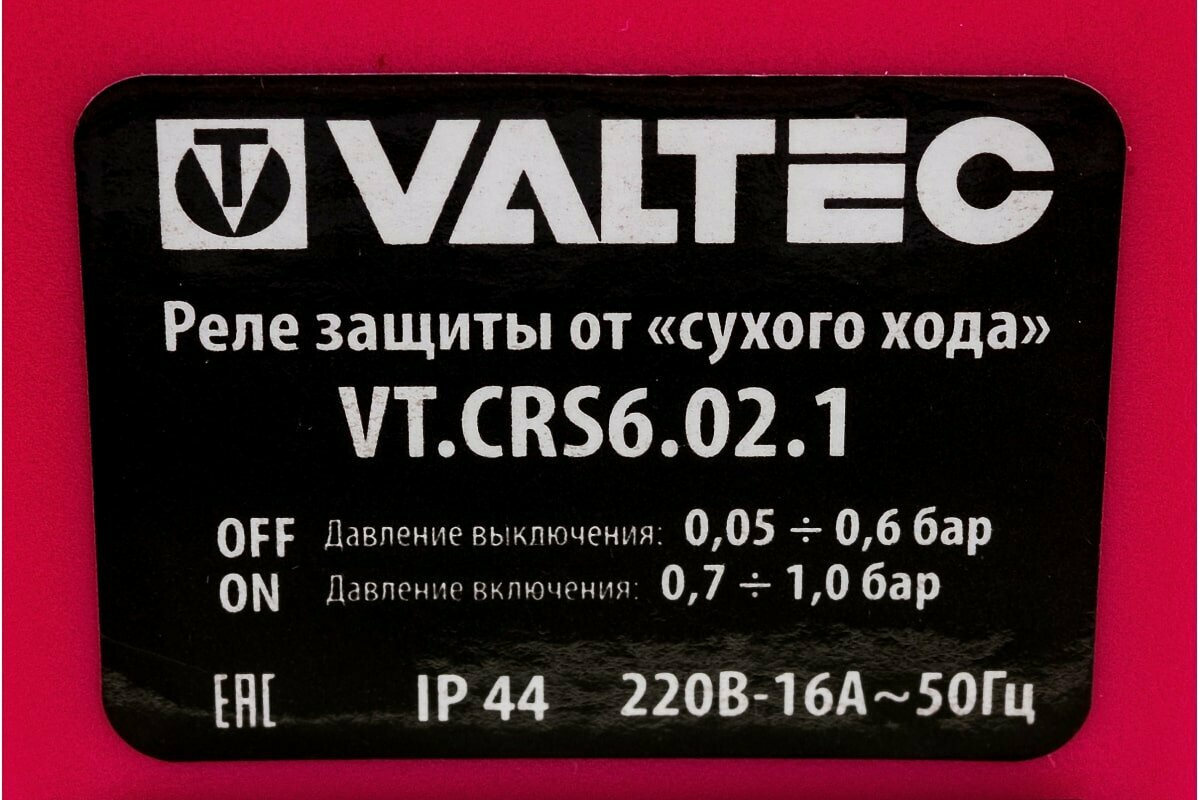 VALTEC
Реле защиты от «сухого хода»
VT.CRS6.02.1
OFF Давление выключения: 0,05 ÷ 0,6 бар
ON Давление включения: 0,7 ÷ 1,0 бар
EAC IP 44 220В-16А~50Гц